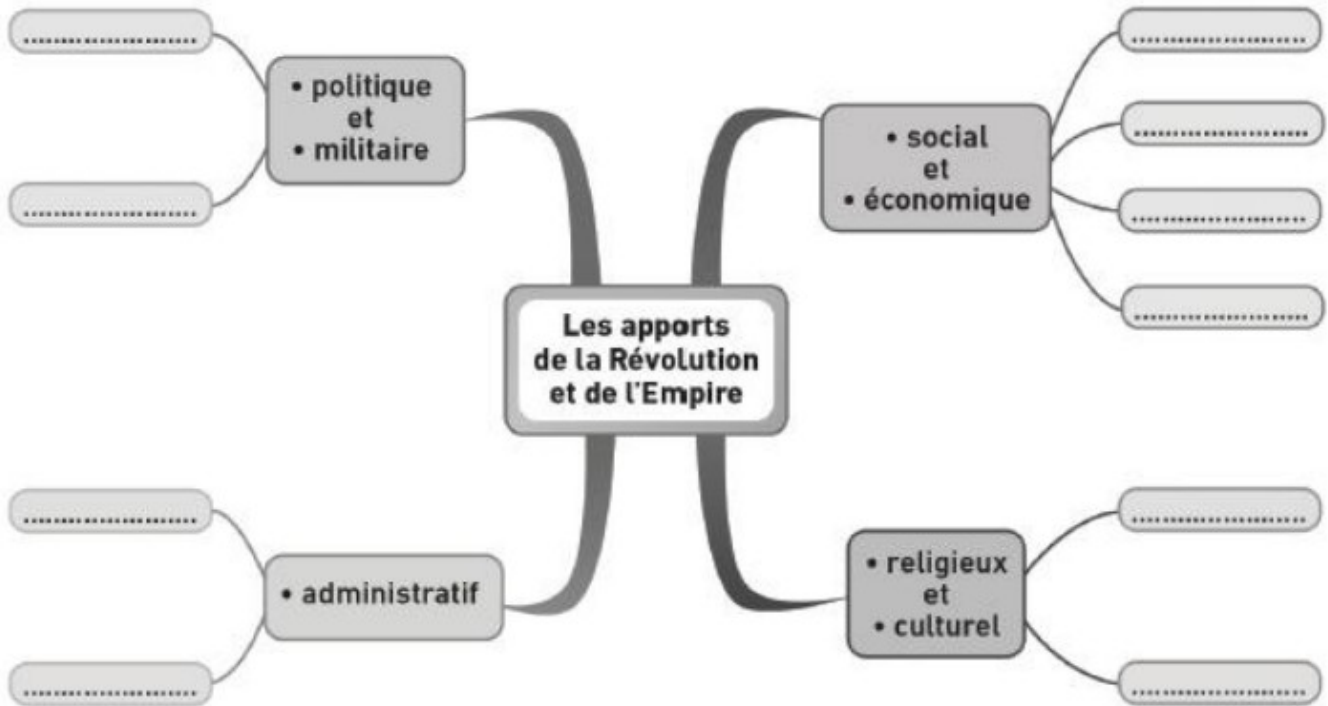 • politique
et
• militaire
• social
et
• économique
Les apports
de la Révolution
et de l'Empire
• administratif
• religieux
et
• culturel